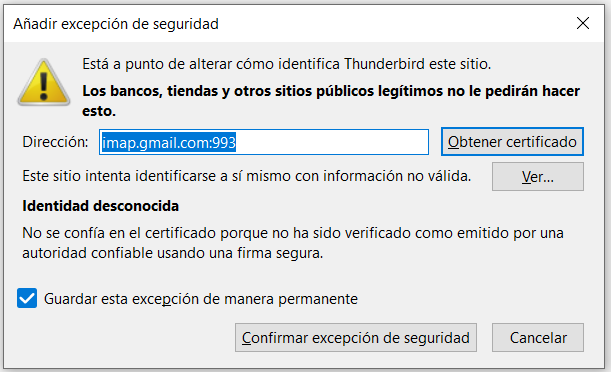 Añadir excepción de seguridad
Está a punto de alterar cómo identifica Thunderbird este sitio.
Los bancos, tiendas y otros sitios públicos legítimos no le pedirán hacer
esto.
Dirección: imap.gmail.com:993 Obtener certificado
Este sitio intenta identificarse a sí mismo con información no válida. Ver...
Identidad desconocida
No se confía en el certificado porque no ha sido verificado como emitido por una
autoridad confiable usando una firma segura.
Guardar esta excepción de manera permanente
Confirmar excepción de seguridad Cancelar